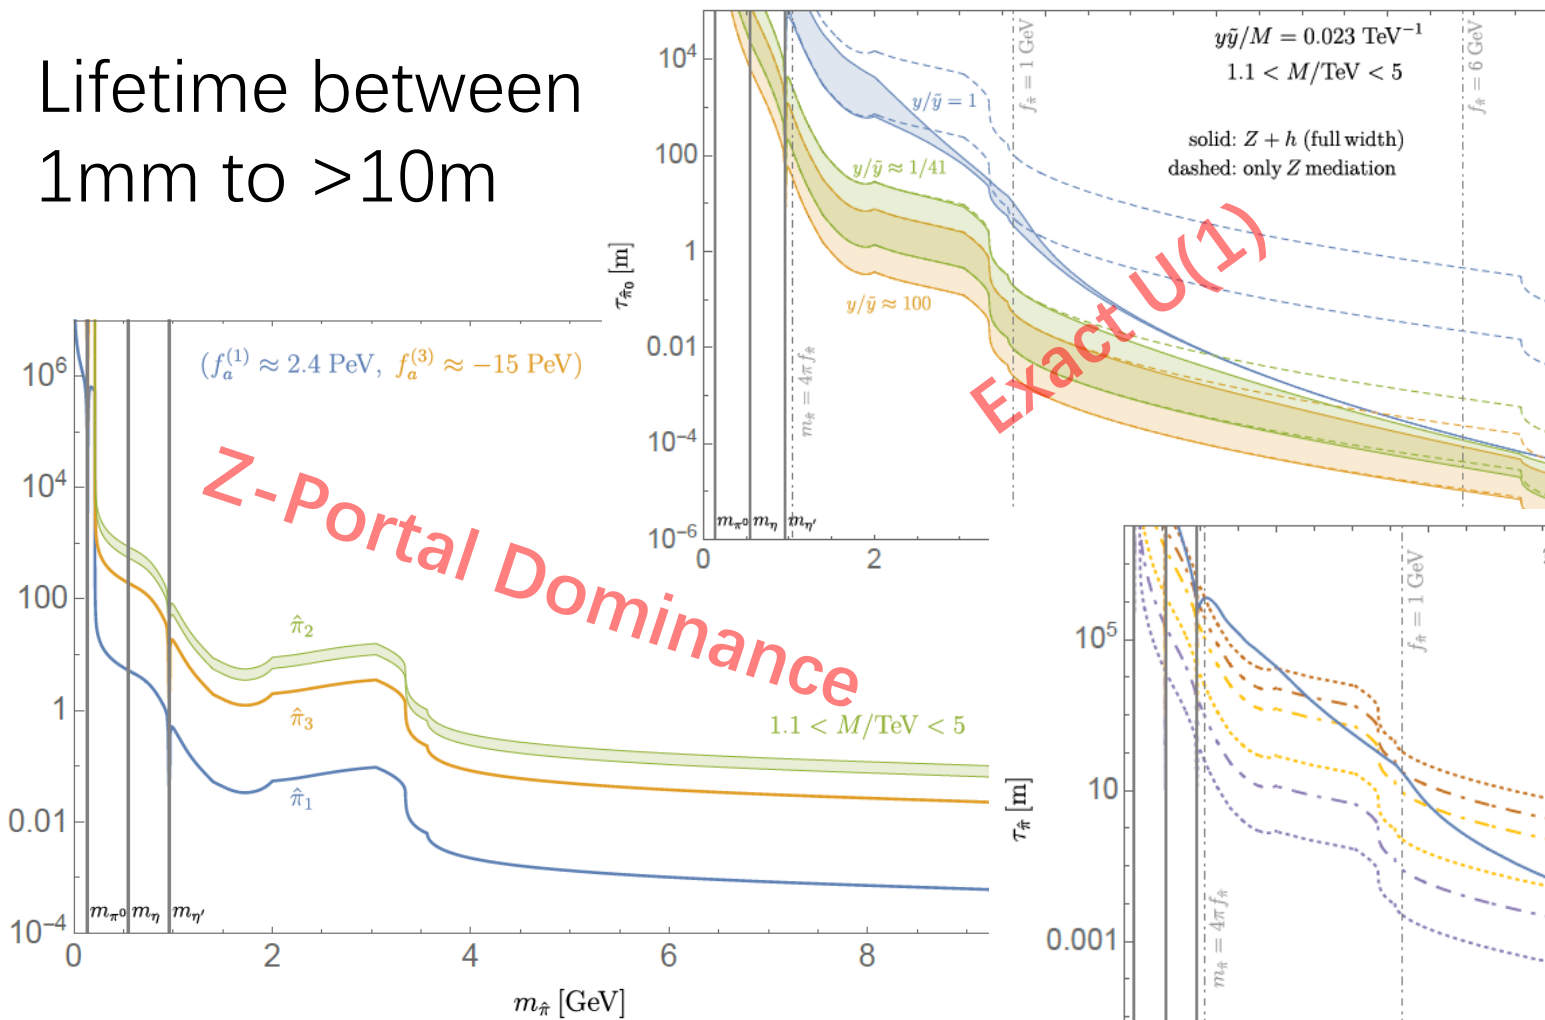 Lifetime between
1mm to >10m
10⁴
100
1
0.01
10⁻⁴
10⁻⁶
0
2
τ_π̂₀ [m]
yỹ/M = 0.023 TeV⁻¹
1.1 < M/TeV < 5
solid: Z + h (full width)
dashed: only Z mediation
y/ỹ = 1
y/ỹ ≈ 1/41
y/ỹ ≈ 100
f_π̂ = 1 GeV
f_π̂ = 6 GeV
m_π̂ = 4πf_π̂
m_π⁰
m_η
m_η′
Exact U(1)
10⁶
10⁴
100
1
0.01
10⁻⁴
0
2
4
6
8
(f_a^(1) ≈ 2.4 PeV, f_a^(3) ≈ −15 PeV)
Z-Portal Dominance
π̂₂
π̂₃
π̂₁
1.1 < M/TeV < 5
m_π⁰
m_η
m_η′
m_π̂ [GeV]
10⁵
10
0.001
τ_π̂ [m]
m_π̂ = 4πf_π̂
f_π̂ = 1 GeV